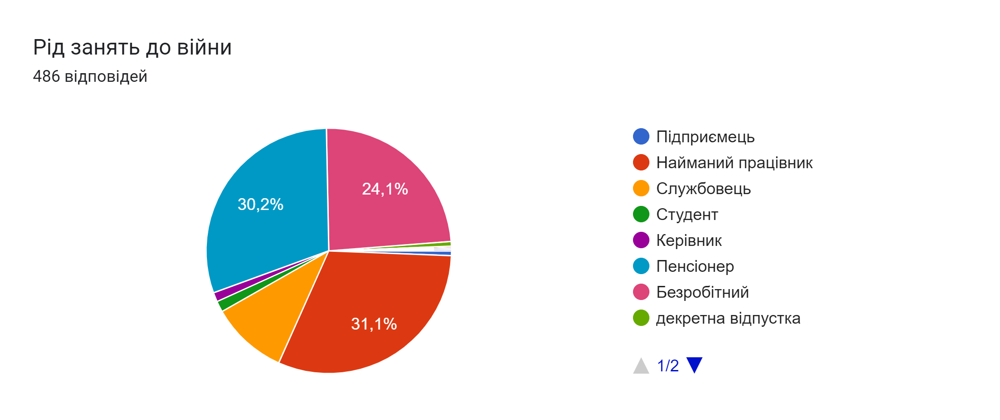 Рід занять до війни
486 відповідей
24,1%
30,2%
31,1%
Підприємець
Найманий працівник
Службовець
Студент
Керівник
Пенсіонер
Безробітний
декретна відпустка
1/2